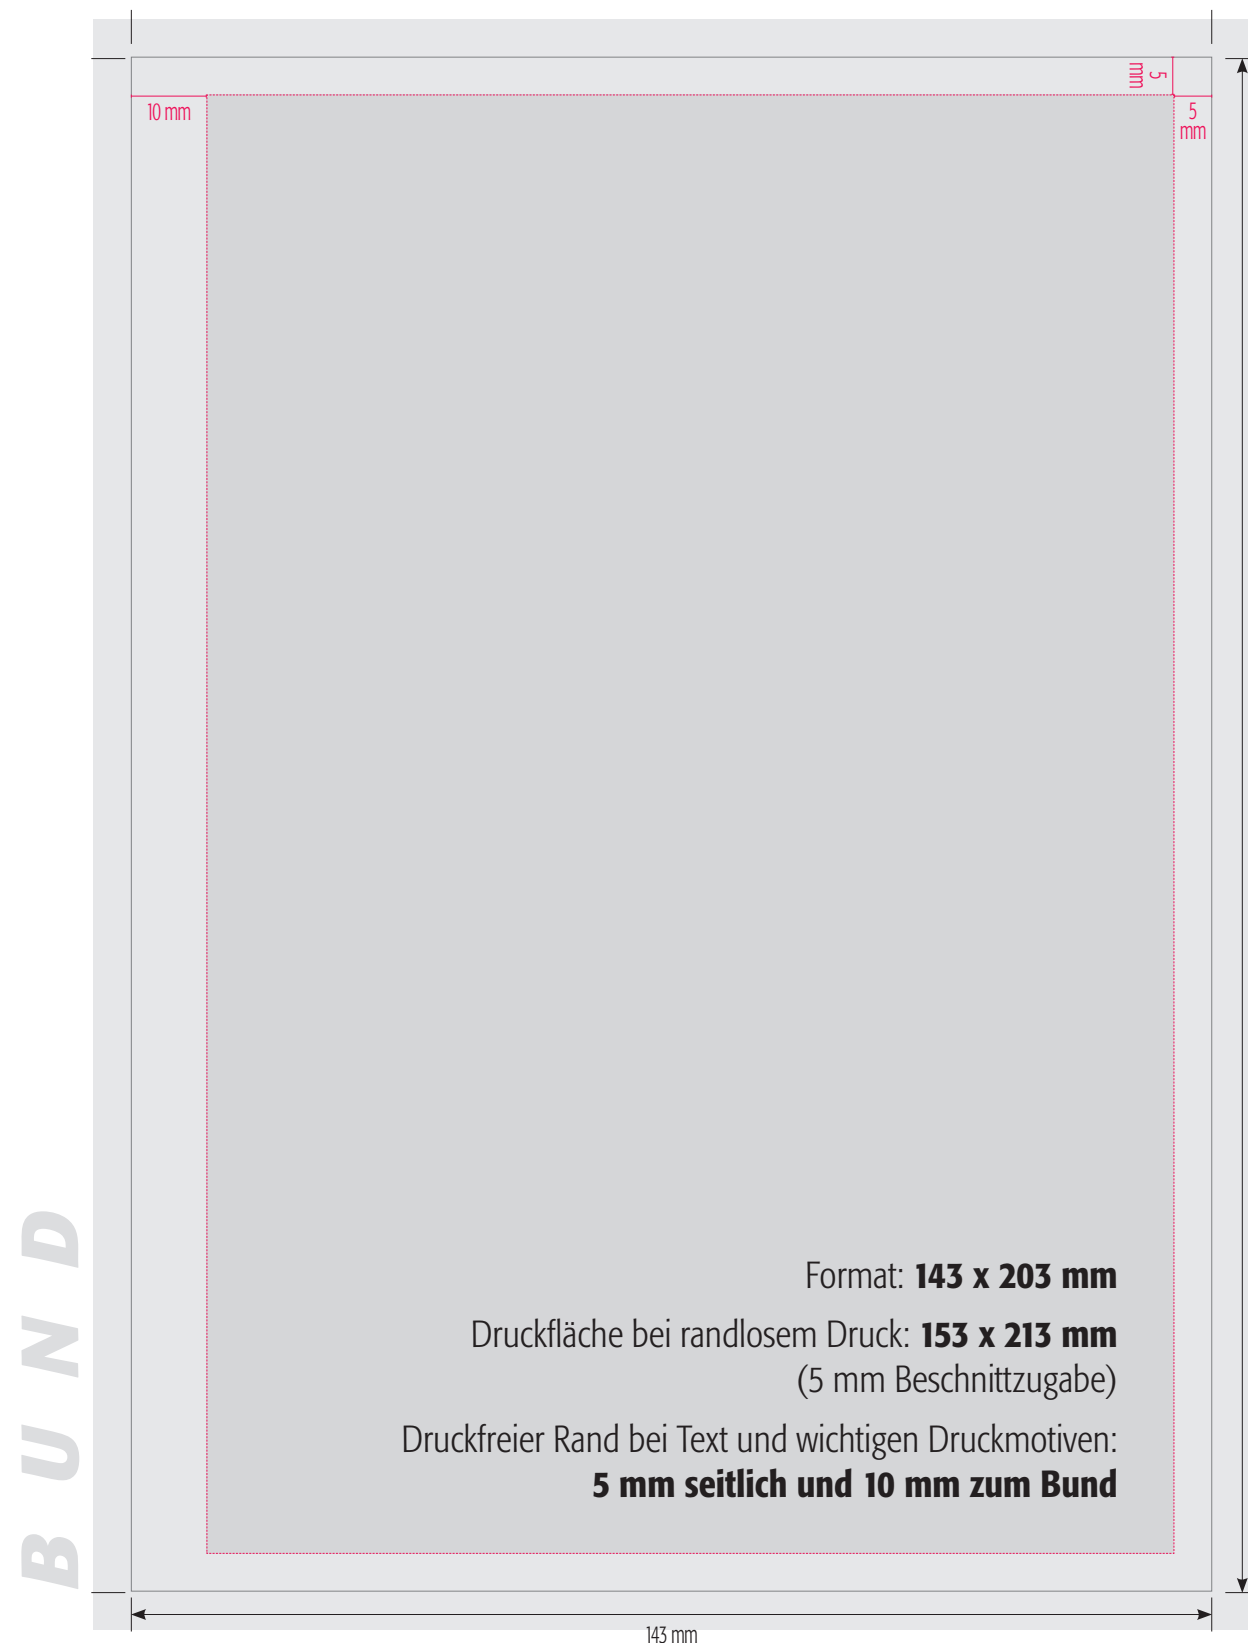 5
mm
10 mm
5
mm
Format: 143 x 203 mm
Druckfläche bei randlosem Druck: 153 x 213 mm
(5 mm Beschnittzugabe)
Druckfreier Rand bei Text und wichtigen Druckmotiven:
5 mm seitlich und 10 mm zum Bund
BUND
143 mm